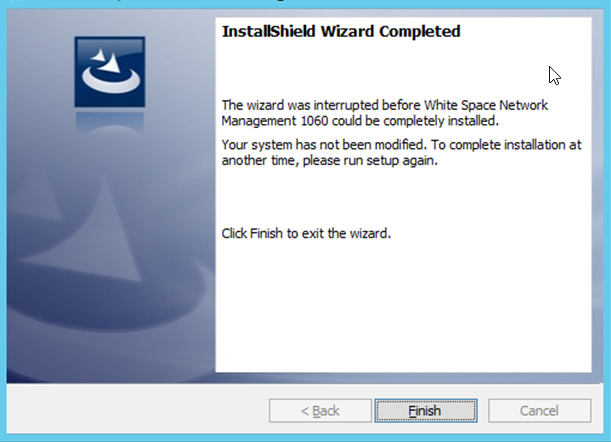 InstallShield Wizard Completed
The wizard was interrupted before White Space Network
Management 1060 could be completely installed.
Your system has not been modified. To complete installation at
another time, please run setup again.
Click Finish to exit the wizard.
< Back
Finish
Cancel